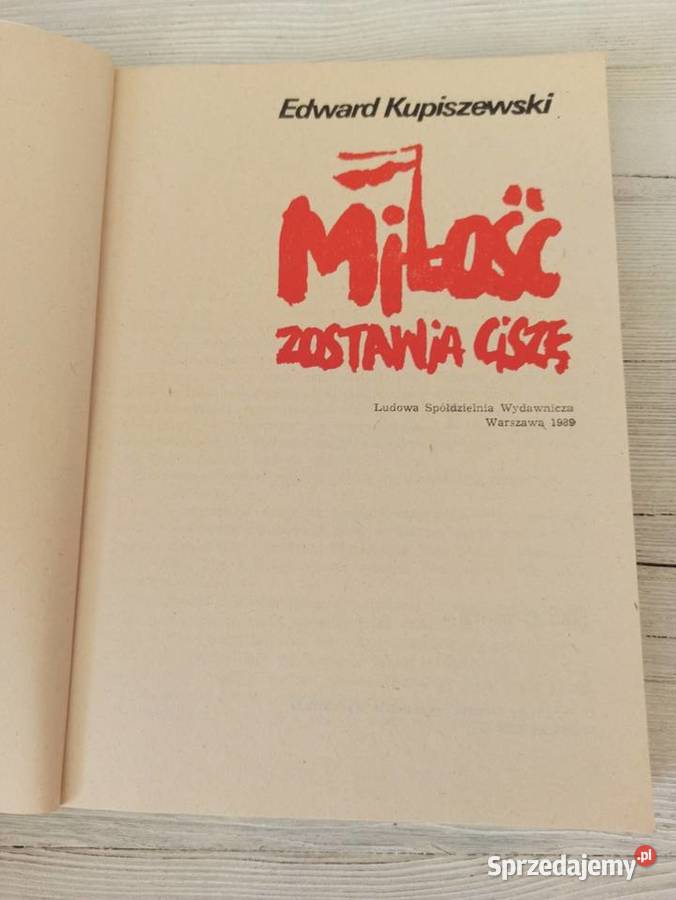 Edward Kupiszewski
Miłość
zostawia ciszę
Ludowa Spółdzielnia Wydawnicza
Warszawa 1989
Sprzedajemy.pl